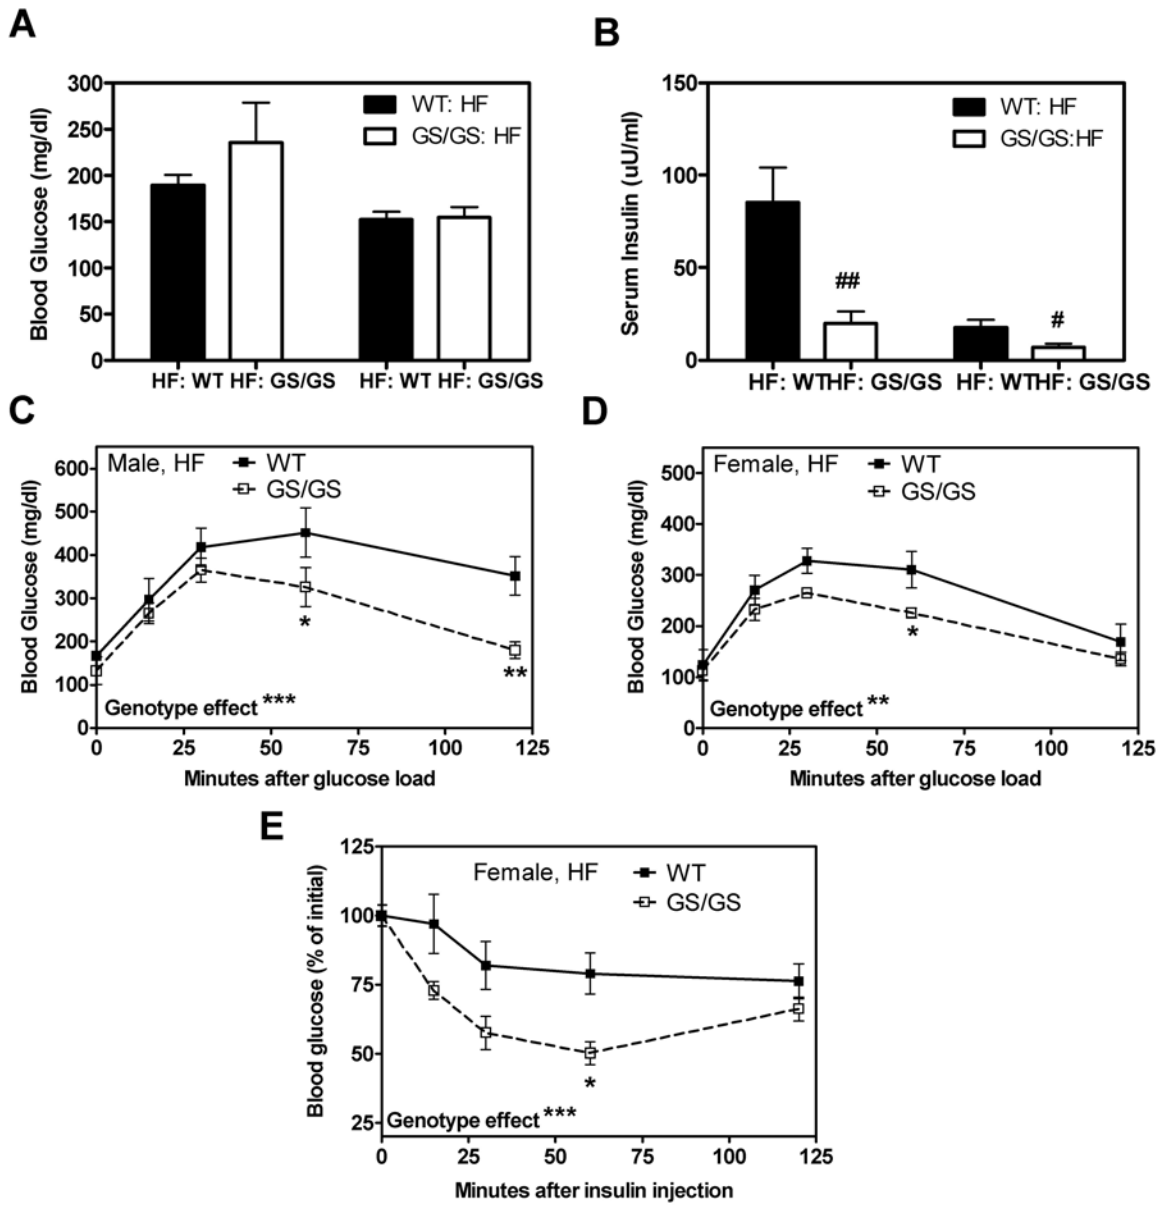 A
Blood Glucose (mg/dl)
300
250
200
150
100
50
0
WT: HF
GS/GS: HF
HF: WT HF: GS/GS HF: WT HF: GS/GS
B
Serum Insulin (uU/ml)
150
100
50
0
WT: HF
GS/GS:HF
##
#
HF: WTHF: GS/GS HF: WTHF: GS/GS
C
Blood Glucose (mg/dl)
600
500
400
300
200
100
0
Male, HF
WT
GS/GS
*
**
Genotype effect ***
0 25 50 75 100 125
Minutes after glucose load
D
Blood Glucose (mg/dl)
500
400
300
200
100
0
Female, HF
WT
GS/GS
*
Genotype effect **
0 25 50 75 100 125
Minutes after glucose load
E
Blood glucose (% of initial)
125
100
75
50
25
Female, HF
WT
GS/GS
*
Genotype effect ***
0 25 50 75 100 125
Minutes after insulin injection